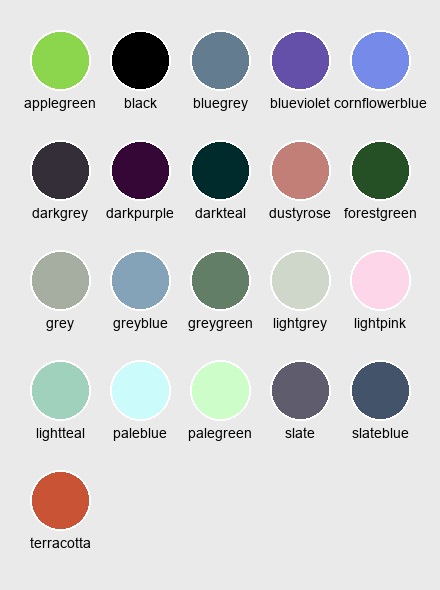 applegreen black bluegrey blueviolet cornflowerblue
darkgrey darkpurple darkteal dustyrose forestgreen
grey greyblue greygreen lightgrey lightpink
lightteal paleblue palegreen slate slateblue
terracotta